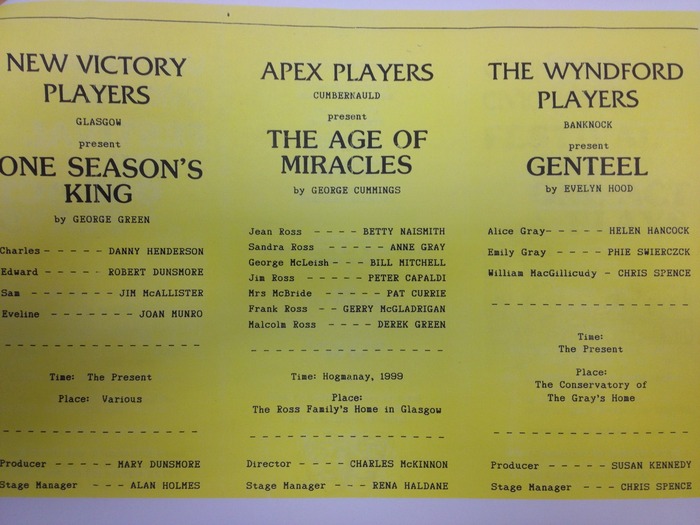 NEW VICTORY
PLAYERS
GLASGOW
present
ONE SEASON'S
KING
by GEORGE GREEN
Charles - - - - - DANNY HENDERSON
Edward - - - - - ROBERT DUNSMORE
Sam - - - - - - - JIM McALLISTER
Eveline - - - - - - - JOAN MUNRO
Time: The Present
Place: Various
Producer - - - - - MARY DUNSMORE
Stage Manager - - - ALAN HOLMES
APEX PLAYERS
CUMBERNAULD
present
THE AGE OF
MIRACLES
by GEORGE CUMMINGS
Jean Ross - - - - BETTY NAISMITH
Sandra Ross - - - - - ANNE GRAY
George McLeish - - - BILL MITCHELL
Jim Ross - - - - - - PETER CAPALDI
Mrs McBride - - - - - PAT CURRIE
Frank Ross - - GERRY McGLADRIGAN
Malcolm Ross - - - - DEREK GREEN
Time: Hogmanay, 1999
Place:
The Ross Family's Home in Glasgow
Director - - - - CHARLES McKINNON
Stage Manager - - - RENA HALDANE
THE WYNDFORD
PLAYERS
BANKNOCK
present
GENTEEL
by EVELYN HOOD
Alice Gray- - - - - HELEN HANCOCK
Emily Gray - - - - PHIE SWIERCZCK
William MacGillicudy - CHRIS SPENCE
Time:
The Present
Place:
The Conservatory of
The Gray's Home
Producer - - - - - SUSAN KENNEDY
Stage Manager - - - CHRIS SPENCE